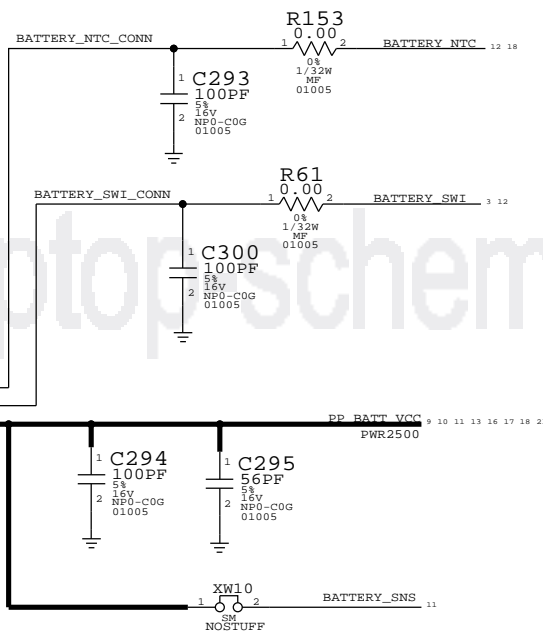 R153
BATTERY_NTC_CONN
0.00
1 2
BATTERY_NTC 12 18
0%
1/32W
MF
01005
1 C293
100PF
5%
16V
2 NP0-C0G
01005
R61
BATTERY_SWI_CONN
0.00
1 2
BATTERY_SWI 3 12
0%
1/32W
MF
01005
1 C300
100PF
5%
16V
2 NP0-C0G
01005
ptop-schem
PP_BATT_VCC 9 10 11 13 16 17 18
PWR2500
1 C294
100PF
5%
16V
2 NP0-C0G
01005
1 C295
56PF
5%
16V
2 NP0-C0G
01005
XW10
1 2
BATTERY_SNS 11
SM
NOSTUFF